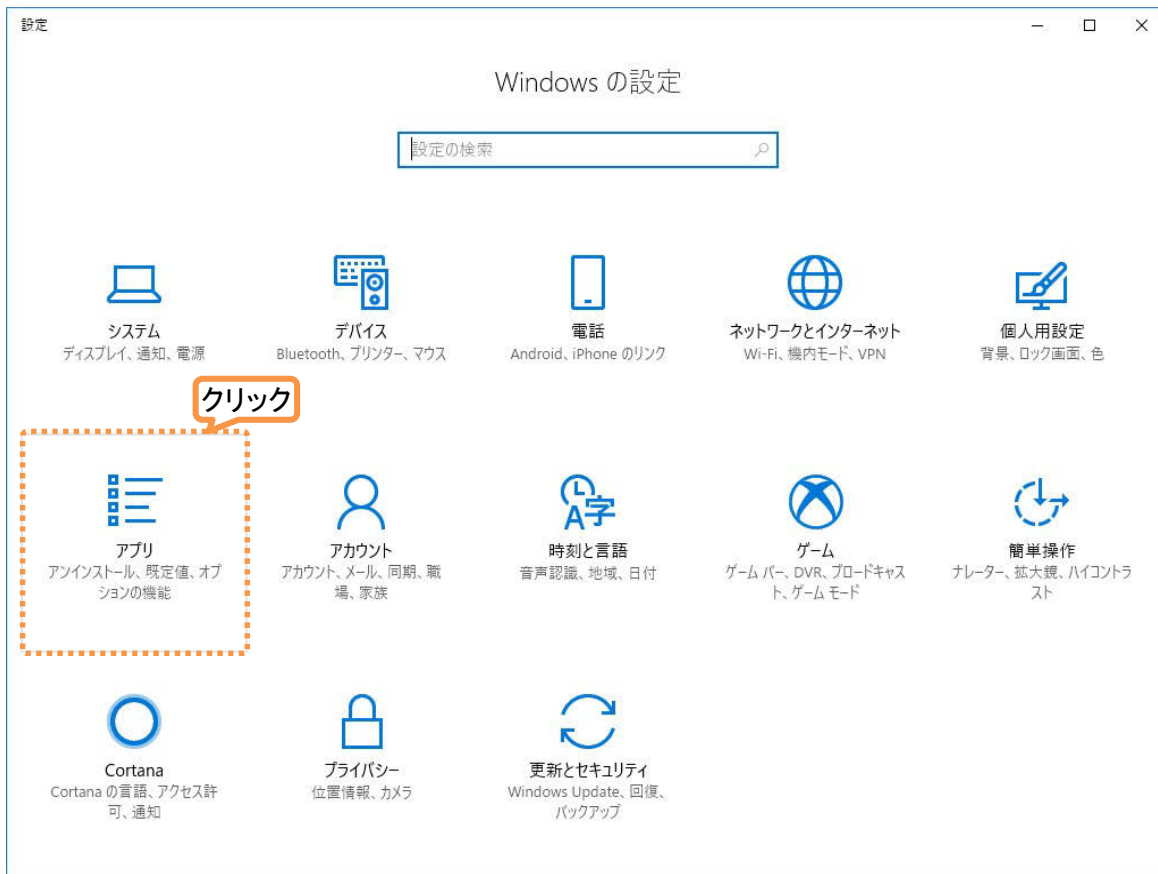 設定
Windows の設定
設定の検索
システム
ディスプレイ、通知、電源
デバイス
Bluetooth、プリンター、マウス
電話
Android、iPhone のリンク
ネットワークとインターネット
Wi-Fi、機内モード、VPN
個人用設定
背景、ロック画面、色
クリック
アプリ
アンインストール、既定値、オプ
ションの機能
アカウント
アカウント、メール、同期、職
場、家族
時刻と言語
音声認識、地域、日付
ゲーム
ゲーム バー、DVR、ブロードキャス
ト、ゲーム モード
簡単操作
ナレーター、拡大鏡、ハイコントラ
スト
Cortana
Cortana の言語、アクセス許
可、通知
プライバシー
位置情報、カメラ
更新とセキュリティ
Windows Update、回復、
バックアップ